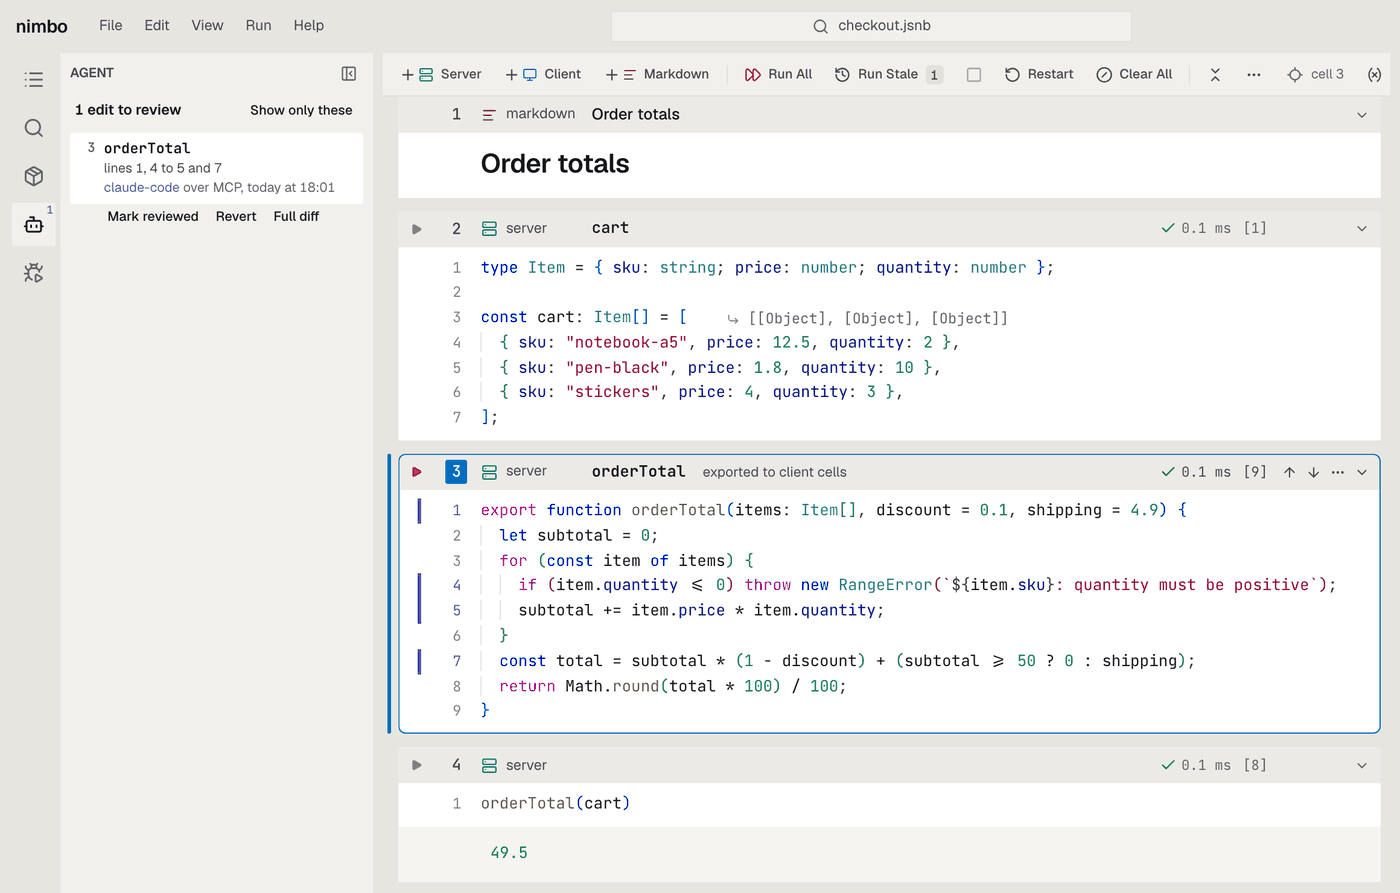 nimbo File Edit View Run Help checkout.jsnb
AGENT
1 edit to review Show only these
3 orderTotal
lines 1, 4 to 5 and 7
claude-code over MCP, today at 18:01
Mark reviewed Revert Full diff
1
+ Server + Client + Markdown Run All Run Stale 1 Restart Clear All ... cell 3 (x)
1 markdown Order totals
Order totals
2 server cart 0.1 ms [1]
1 type Item = { sku: string; price: number; quantity: number };
2
3 const cart: Item[] = [ ↳ [[Object], [Object], [Object]]
4 { sku: "notebook-a5", price: 12.5, quantity: 2 },
5 { sku: "pen-black", price: 1.8, quantity: 10 },
6 { sku: "stickers", price: 4, quantity: 3 },
7 ];
3 server orderTotal exported to client cells 0.1 ms [9]
1 export function orderTotal(items: Item[], discount = 0.1, shipping = 4.9) {
2 let subtotal = 0;
3 for (const item of items) {
4 if (item.quantity <= 0) throw new RangeError(`${item.sku}: quantity must be positive`);
5 subtotal += item.price * item.quantity;
6 }
7 const total = subtotal * (1 - discount) + (subtotal >= 50 ? 0 : shipping);
8 return Math.round(total * 100) / 100;
9 }
4 server 0.1 ms [8]
1 orderTotal(cart)
49.5